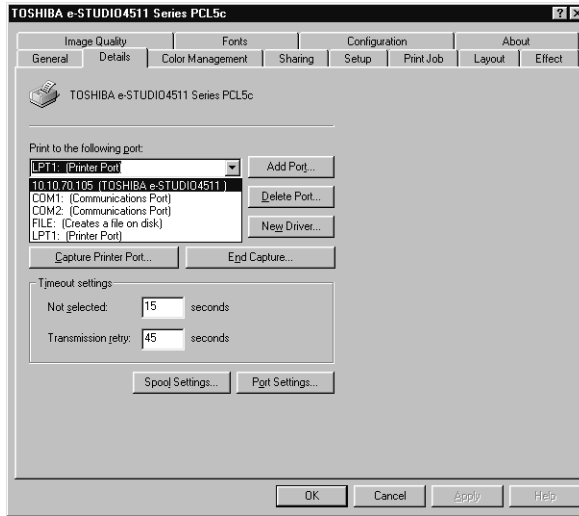 TOSHIBA e-STUDIO4511 Series PCL5c
Image Quality Fonts Configuration About
General Details Color Management Sharing Setup Print Job Layout Effect
TOSHIBA e-STUDIO4511 Series PCL5c
Print to the following port:
LPT1: (Printer Port) Add Port...
10.10.70.105 (TOSHIBA e-STUDIO4511 )
COM1: (Communications Port) Delete Port...
COM2: (Communications Port)
FILE: (Creates a file on disk) New Driver...
LPT1: (Printer Port)
Capture Printer Port... End Capture...
Timeout settings
Not selected: 15 seconds
Transmission retry: 45 seconds
Spool Settings... Port Settings...
OK Cancel Apply Help